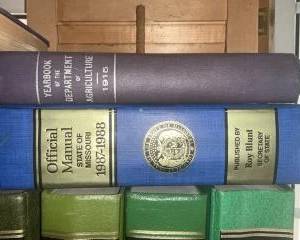 YEARBOOK
OF THE
DEPARTMENT
OF
AGRICULTURE
1915
Official
Manual
STATE OF
MISSOURI
1987-1988
PUBLISHED BY
Roy Blunt
SECRETARY
OF STATE